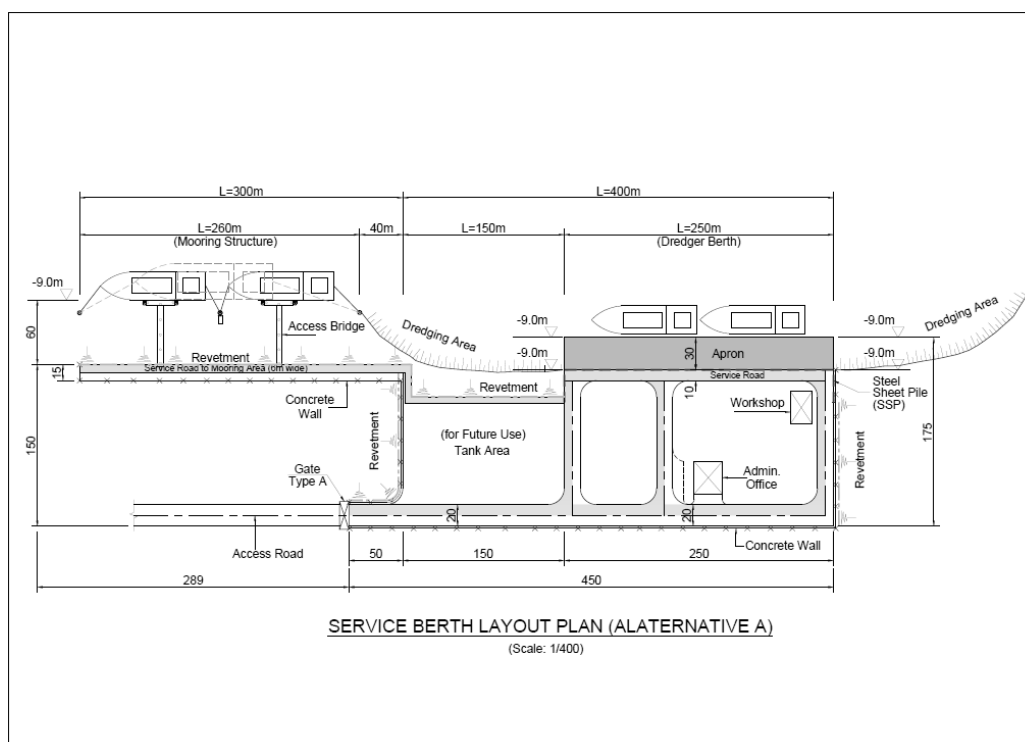 L=300m
L=400m
L=260m
(Mooring Structure)
40m
L=150m
L=250m
(Dredger Berth)
-9.0m
60
Access Bridge
Dredging Area
-9.0m
-9.0m
Dredging Area
-9.0m
-9.0m
30
Apron
Revetment
Service Road to Mooring Area (6m wide)
15
Revetment
Service Road
10
Steel
Sheet Pile
(SSP)
Concrete
Wall
Workshop
150
Revetment
(for Future Use)
Tank Area
175
Revetment
Gate
Type A
Admin.
Office
20
20
Access Road
Concrete Wall
50
150
250
289
450
SERVICE BERTH LAYOUT PLAN (ALATERNATIVE A)
(Scale: 1/400)